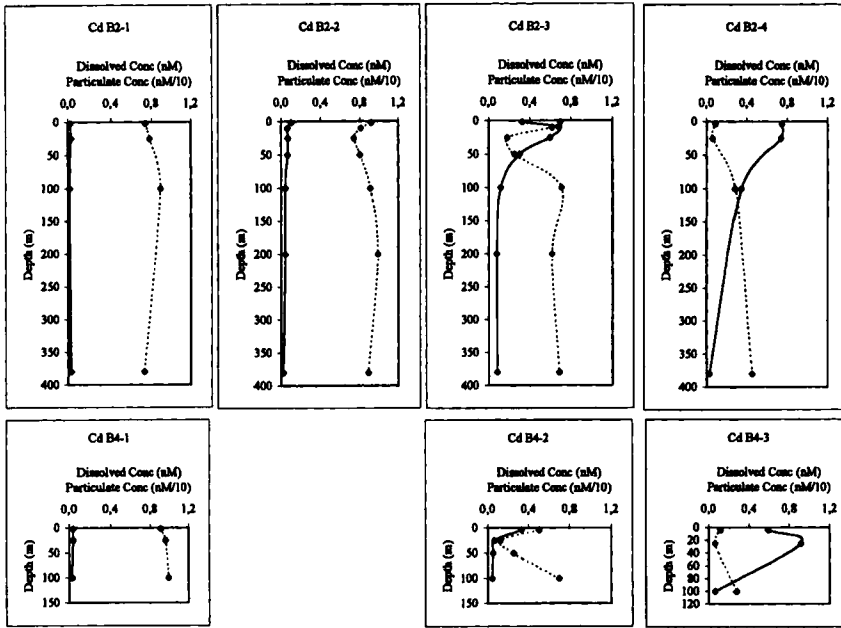 Cd B2-1
Dissolved Conc (nM)
Particulate Conc (nM/10)
0,0 0,4 0,8 1,2
0
50
100
150
200
250
300
350
400
Depth (m)
Cd B2-2
Dissolved Conc (nM)
Particulate Conc (nM/10)
0,0 0,4 0,8 1,2
0
50
100
150
200
250
300
350
400
Depth (m)
Cd B2-3
Dissolved Conc (nM)
Particulate Conc (nM/10)
0,0 0,4 0,8 1,2
0
50
100
150
200
250
300
350
400
Depth (m)
Cd B2-4
Dissolved Conc (nM)
Particulate Conc (nM/10)
0,0 0,4 0,8 1,2
0
50
100
150
200
250
300
350
400
Depth (m)
Cd B4-1
Dissolved Conc (nM)
Particulate Conc (nM/10)
0,0 0,4 0,8 1,2
0
50
100
150
Depth (m)
Cd B4-2
Dissolved Conc (nM)
Particulate Conc (nM/10)
0,0 0,4 0,8 1,2
0
50
100
150
Depth (m)
Cd B4-3
Dissolved Conc (nM)
Particulate Conc (nM/10)
0,0 0,4 0,8 1,2
0
20
40
60
80
100
120
Depth (m)